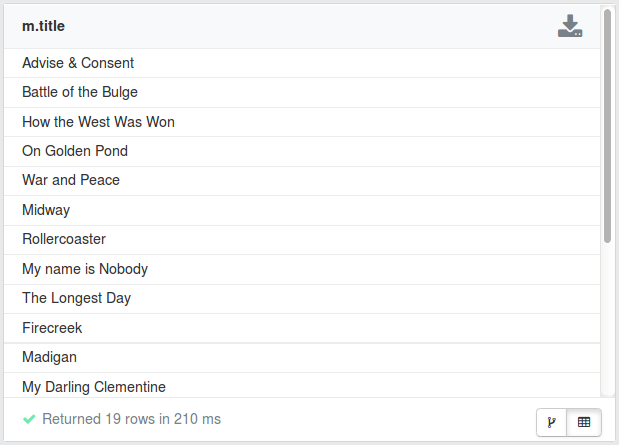 m.title
Advise & Consent
Battle of the Bulge
How the West Was Won
On Golden Pond
War and Peace
Midway
Rollercoaster
My name is Nobody
The Longest Day
Firecreek
Madigan
My Darling Clementine
Returned 19 rows in 210 ms